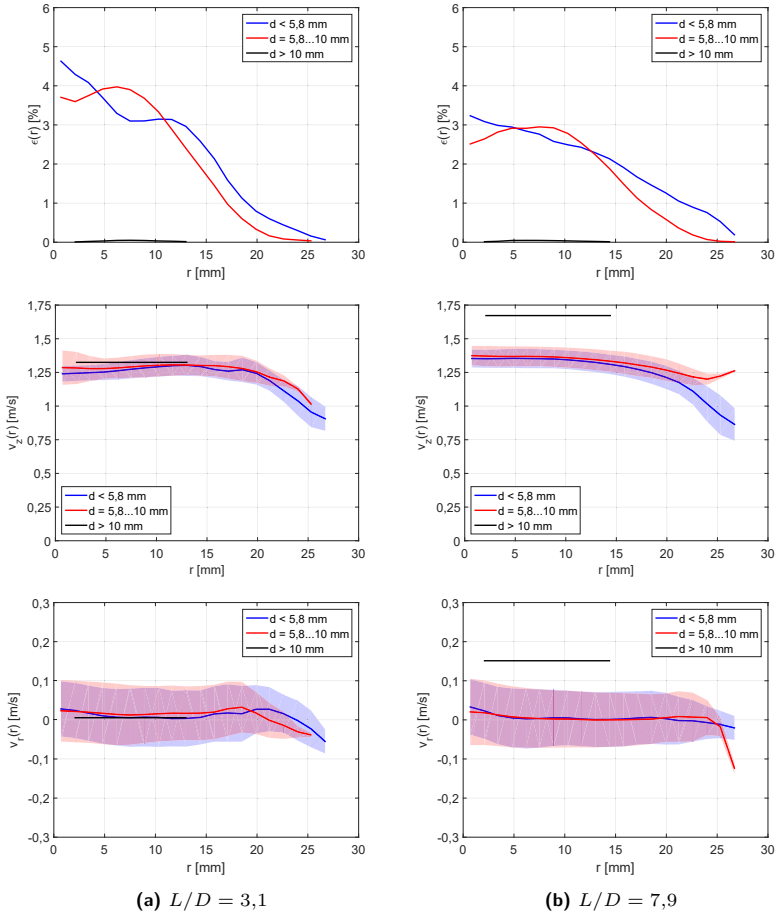 6
5
4
3
2
1
0
ϵ(r) [%]
d < 5,8 mm
d = 5,8...10 mm
d > 10 mm
0 5 10 15 20 25 30
r [mm]
6
5
4
3
2
1
0
ϵ(r) [%]
d < 5,8 mm
d = 5,8...10 mm
d > 10 mm
0 5 10 15 20 25 30
r [mm]
1,75
1,5
1,25
1
0,75
0,5
0,25
0
v_z(r) [m/s]
d < 5,8 mm
d = 5,8...10 mm
d > 10 mm
0 5 10 15 20 25 30
r [mm]
1,75
1,5
1,25
1
0,75
0,5
0,25
0
v_z(r) [m/s]
d < 5,8 mm
d = 5,8...10 mm
d > 10 mm
0 5 10 15 20 25 30
r [mm]
0,3
0,2
0,1
0
-0,1
-0,2
-0,3
v_r(r) [m/s]
d < 5,8 mm
d = 5,8...10 mm
d > 10 mm
0 5 10 15 20 25 30
r [mm]
0,3
0,2
0,1
0
-0,1
-0,2
-0,3
v_r(r) [m/s]
d < 5,8 mm
d = 5,8...10 mm
d > 10 mm
0 5 10 15 20 25 30
r [mm]
(a) L/D = 3,1
(b) L/D = 7,9